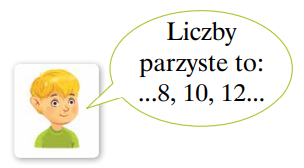 Liczby
parzyste to:
...8, 10, 12...